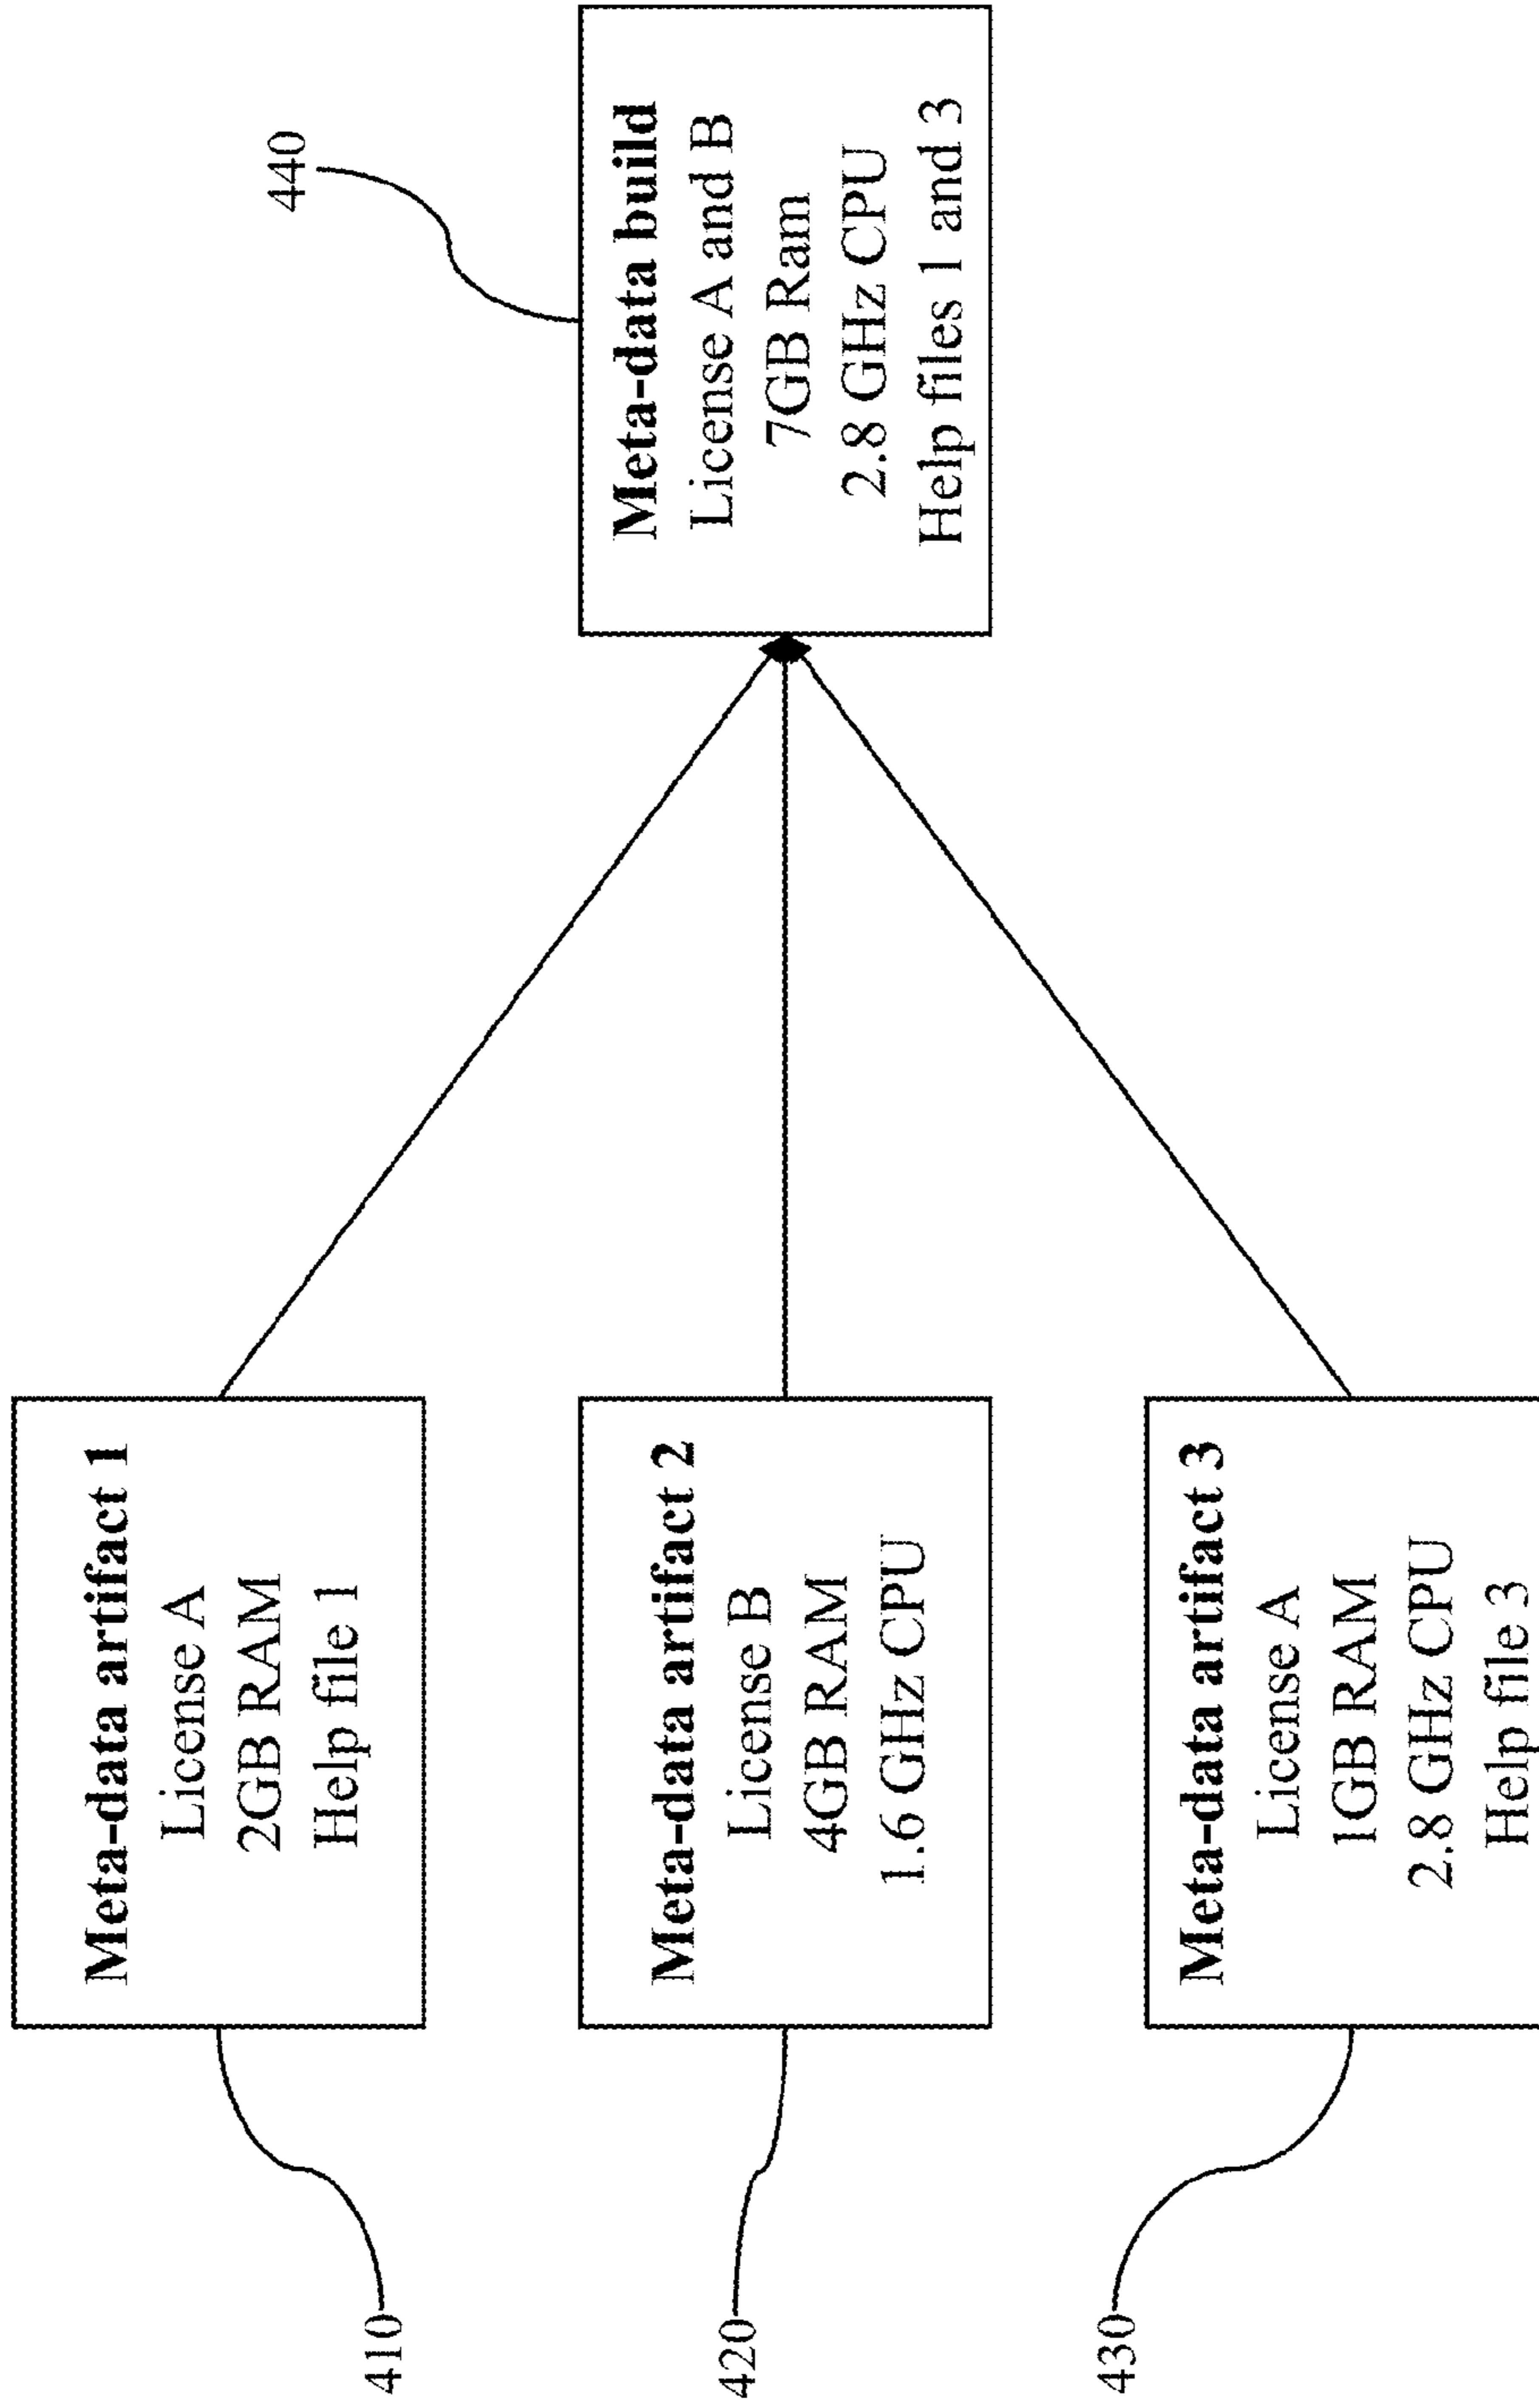 410
Meta-data artifact 1
License A
2GB RAM
Help file 1
420
Meta-data artifact 2
License B
4GB RAM
1.6 GHz CPU
430
Meta-data artifact 3
License A
1GB RAM
2.8 GHz CPU
Help file 3
440
Meta-data build
License A and B
7GB Ram
2.8 GHz CPU
Help files 1 and 3